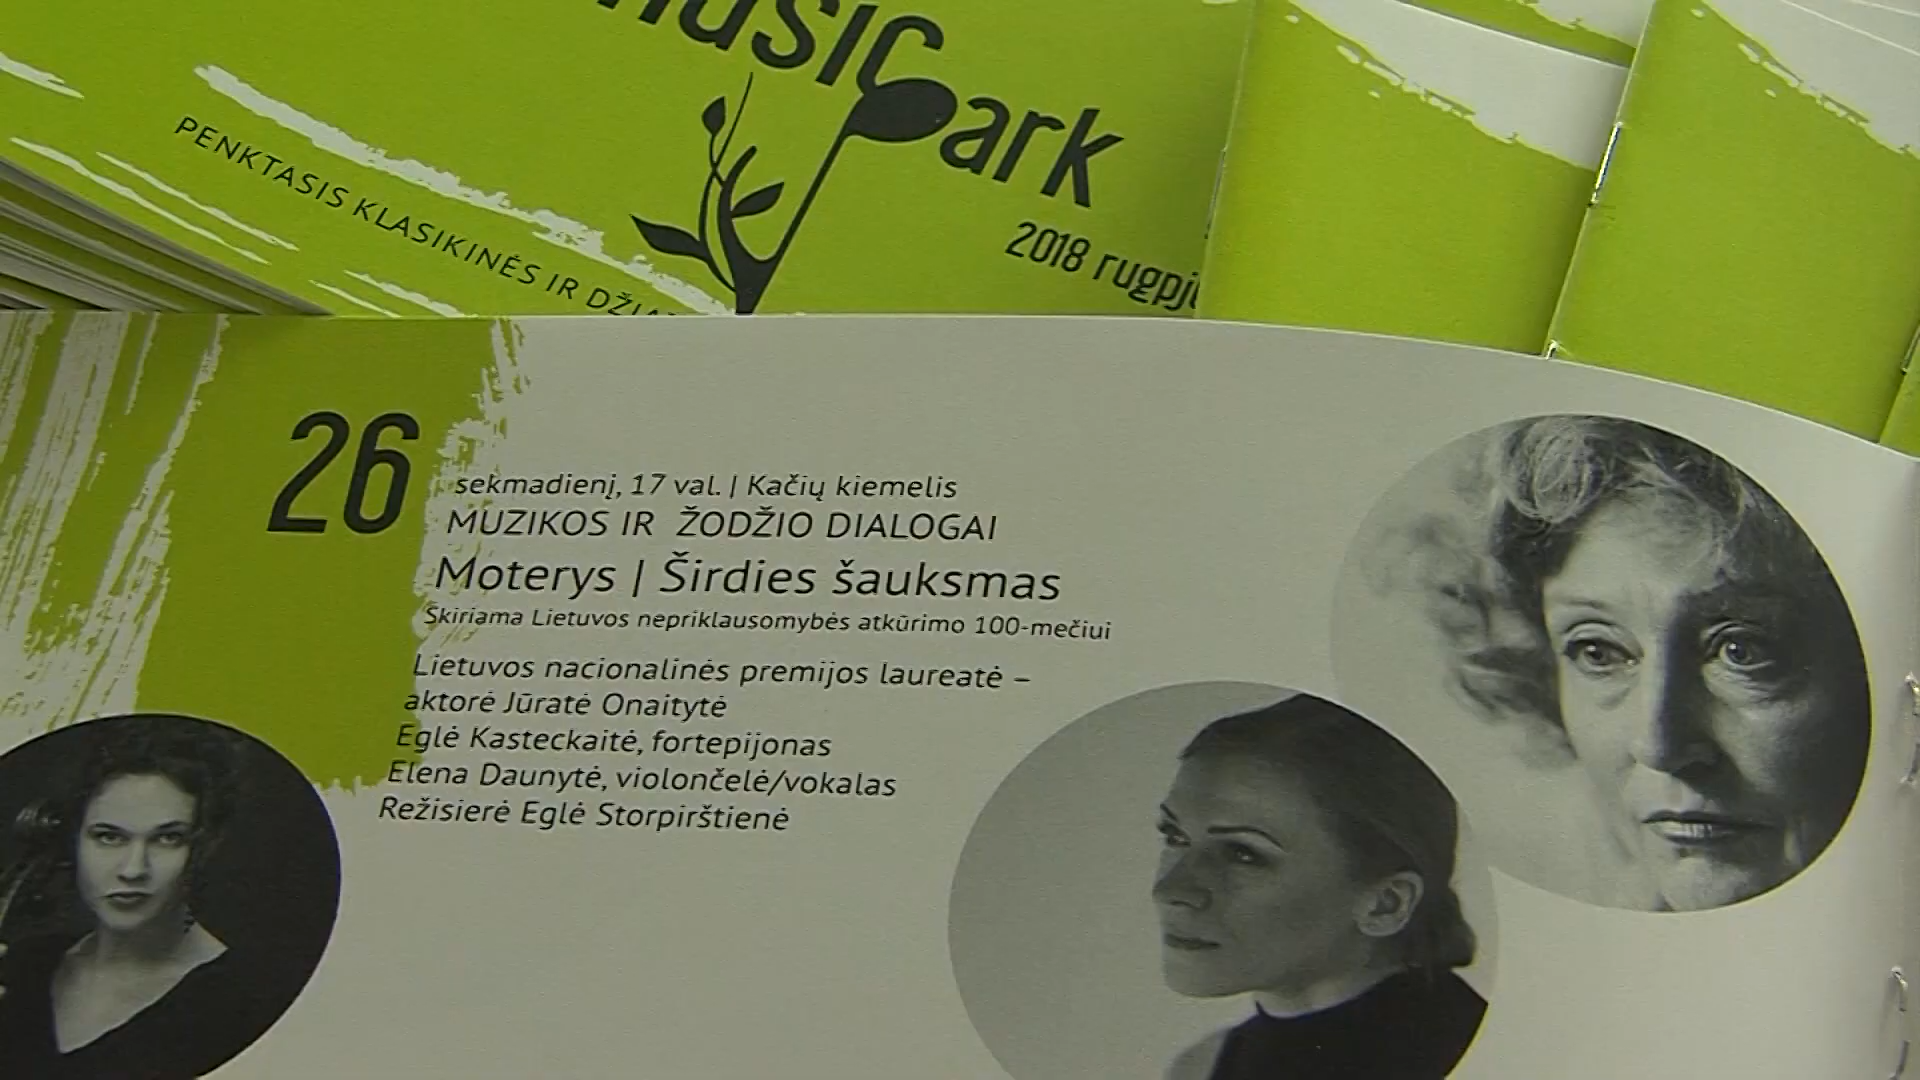 music
park
2018
PENKTASIS KLASIKINĖS IR
26
sekmadienį, 17 val. | Kačių kiemelis
MUZIKOS IR ŽODŽIO DIALOGAI
Moterys | Širdies šauksmas
Skiriama Lietuvos nepriklausomybės atkūrimo 100-mečiui
Lietuvos nacionalinės premijos laureatė –
aktorė Jūratė Onaitytė
Eglė Kasteckaitė, fortepijonas
Elena Daunytė, violončelė/vokalas
Režisierė Eglė Storpirštienė